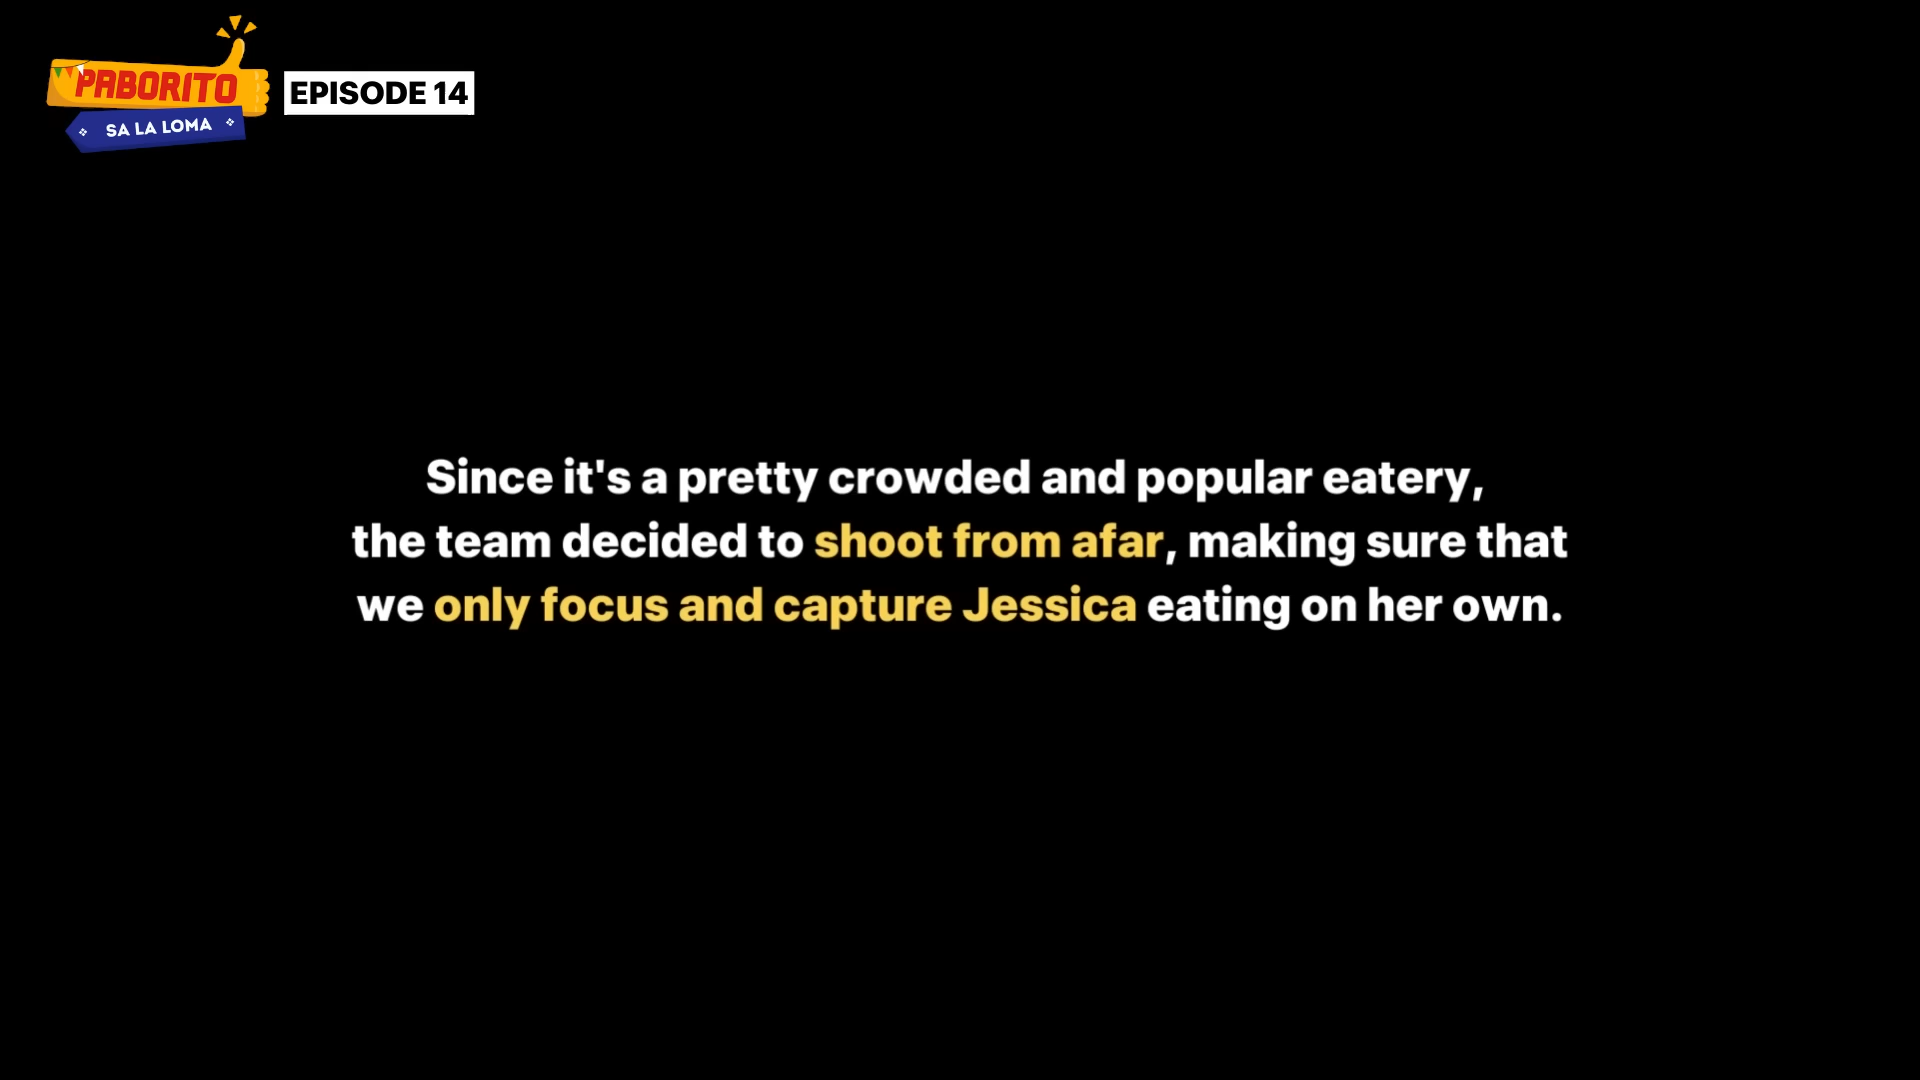 PABORITO
SA LA LOMA
EPISODE 14
Since it's a pretty crowded and popular eatery,
the team decided to shoot from afar, making sure that
we only focus and capture Jessica eating on her own.